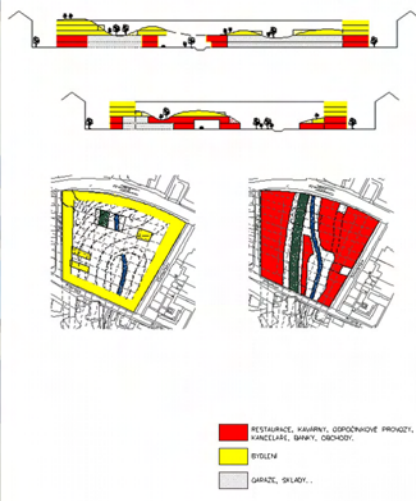 RESTAURACE, KAVÁRNY, ODPOČINKOVÉ PROVOZY,
KANCELÁŘE, BANKY, OBCHODY.
BYDLENÍ
GARÁŽE, SKLADY..